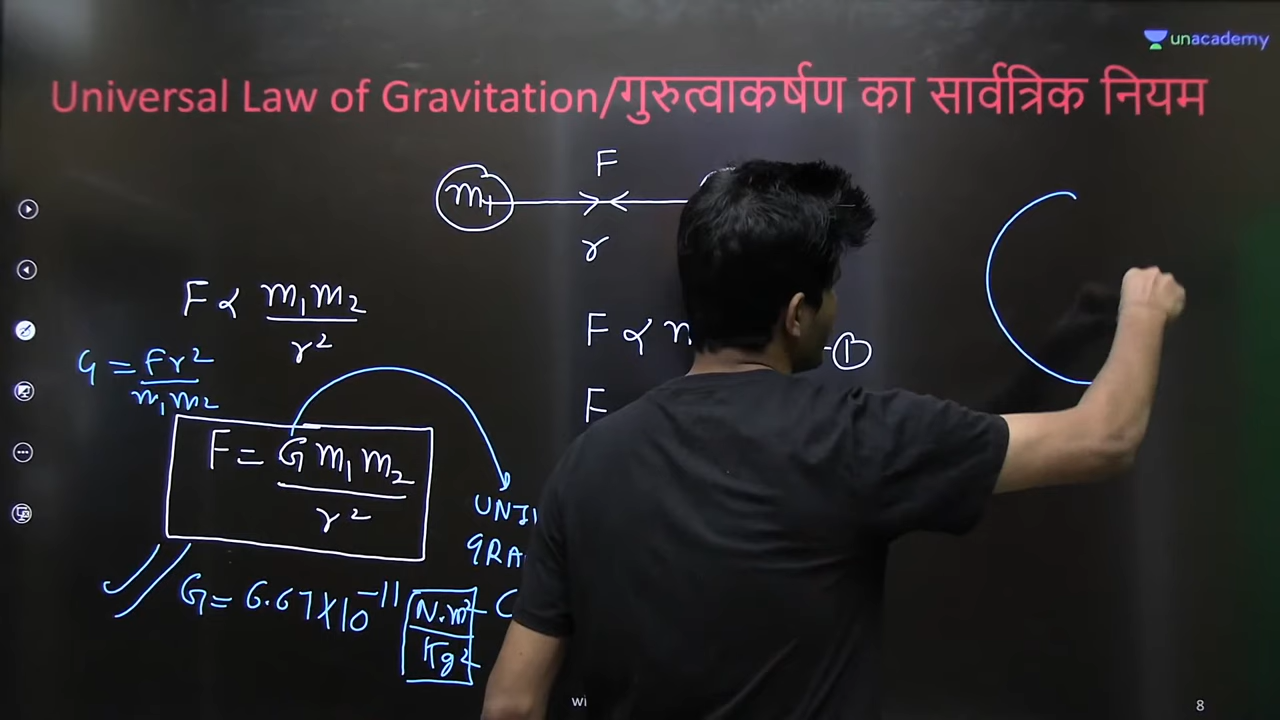 unacademy
Universal Law of Gravitation/गुरुत्वाकर्षण का सार्वत्रिक नियम
F
m1
r
F ∝ m1m2
r²
F ∝
1
G = Fr²
m1m2
F
F = G m1m2
r²
UNI
GRA
G = 6.67×10⁻¹¹ N.m²
Kg²
8